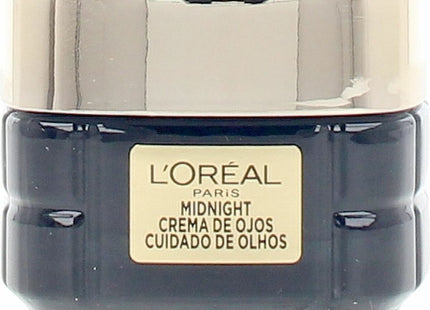 L'ORÉAL
PARIS
MIDNIGHT
CREMA DE OJOS
CUIDADO DE OLHOS